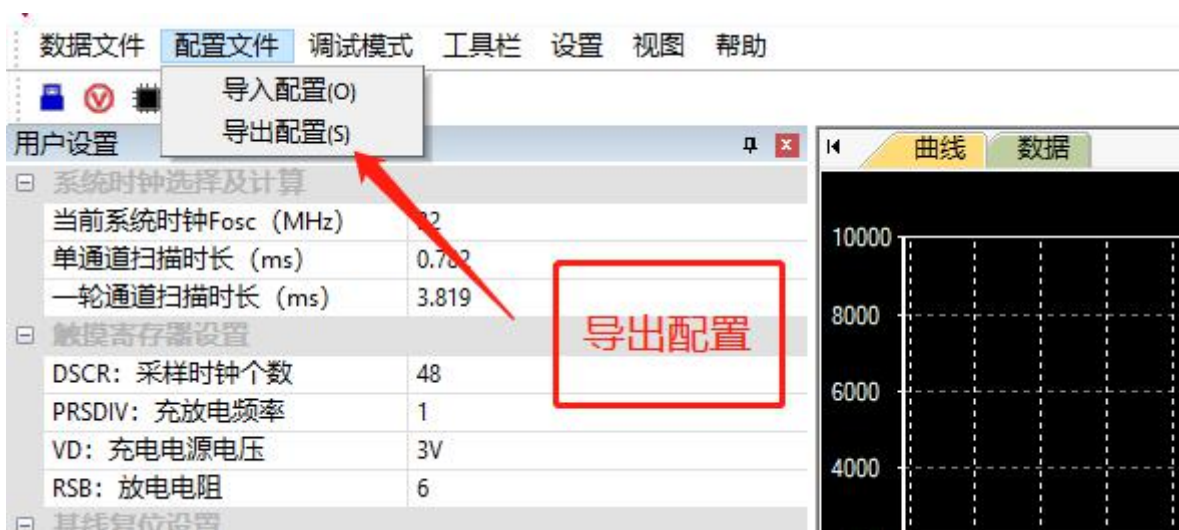 数据文件 配置文件 调试模式 工具栏 设置 视图 帮助
导入配置(O)
导出配置(S)
用户设置
曲线 数据
系统时钟选择及计算
当前系统时钟Fosc（MHz）
单通道扫描时长（ms） 0.782
一轮通道扫描时长（ms） 3.819
触摸寄存器设置
DSCR：采样时钟个数 48
PRSDIV：充放电频率 1
VD：充电电源电压 3V
RSB：放电电阻 6
基线复位设置
导出配置
10000
8000
6000
4000